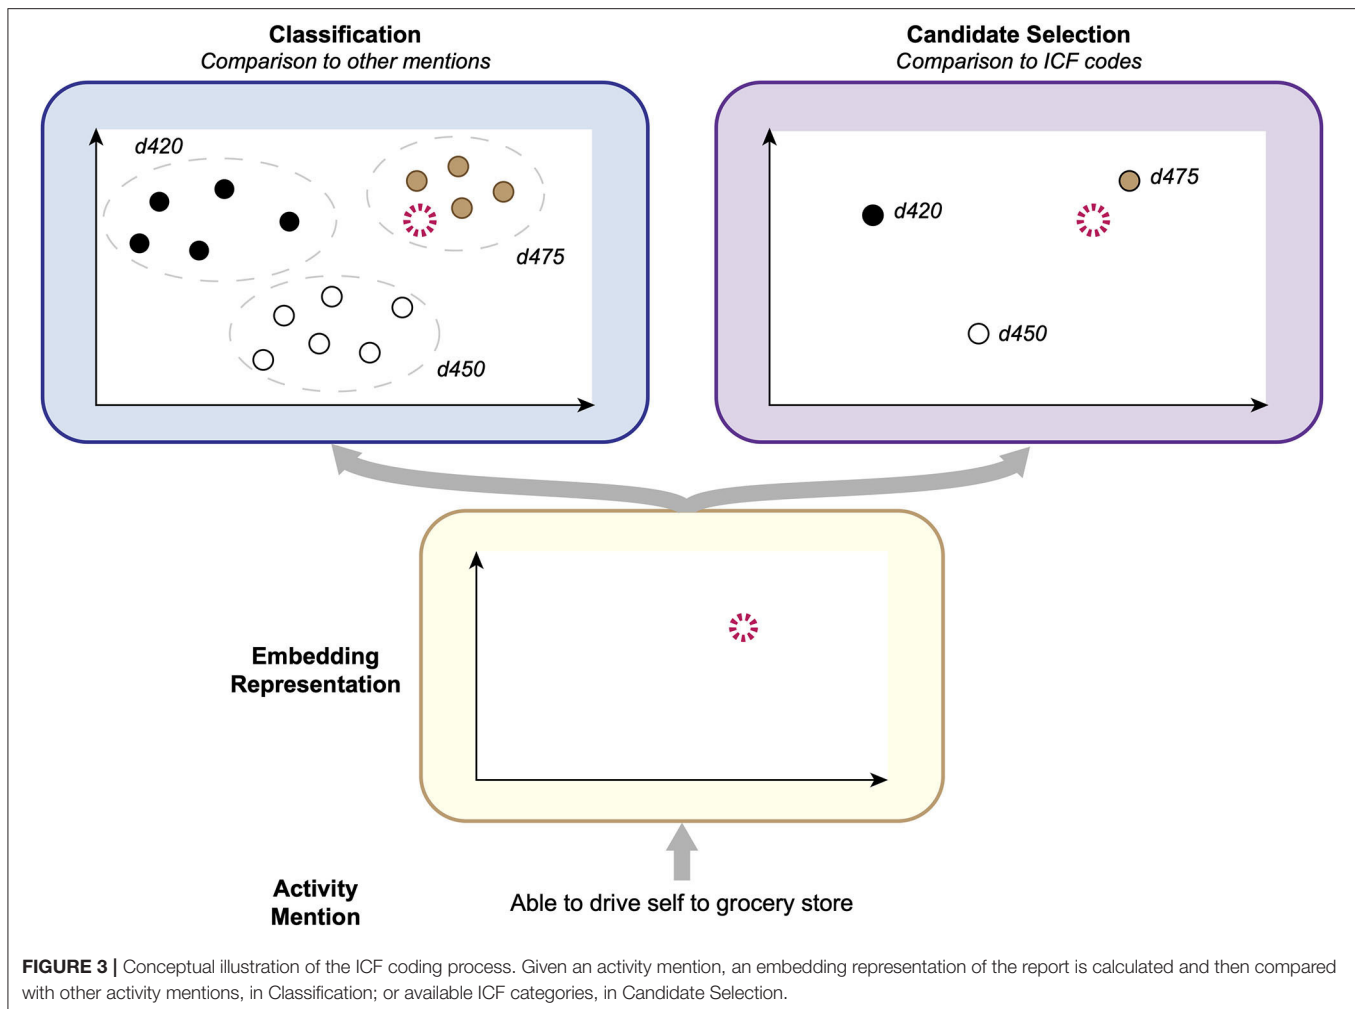 Classification
Comparison to other mentions
d420
d475
d450
Candidate Selection
Comparison to ICF codes
d475
d420
d450
Embedding
Representation
Activity
Mention
Able to drive self to grocery store
FIGURE 3 | Conceptual illustration of the ICF coding process. Given an activity mention, an embedding representation of the report is calculated and then compared
with other activity mentions, in Classification; or available ICF categories, in Candidate Selection.